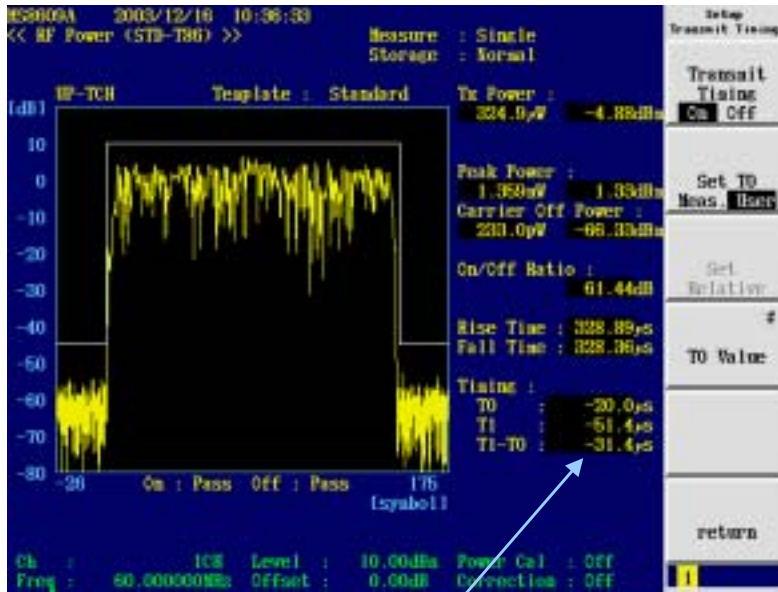 MS8609A 2003/12/16 10:36:33
<< RF Power (STD-T86) >>
Measure : Single
Storage : Normal
UP-TCH Template : Standard
[dB]
10
0
-10
-20
-30
-40
-50
-60
-70
-80
-26 On : Pass Off : Pass 176
[symbol]
Tx Power :
324.9µW -4.88dBm
Peak Power :
1.359mW 1.33dBm
Carrier Off Power :
233.0pW -66.33dBm
On/Off Ratio :
61.44dB
Rise Time : 328.89µs
Fall Time : 328.36µs
Timing :
T0 : -20.0µs
T1 : -51.4µs
T1-T0 : -31.4µs
Ch : 1CH Level : 10.00dBm Power Cal : Off
Freq : 60.000000MHz Offset : 0.00dB Correction : Off
Setup
Transmit Timing
Transmit
Timing
On Off
Set T0
Meas. User
Set
Relative
#
T0 Value
return
1